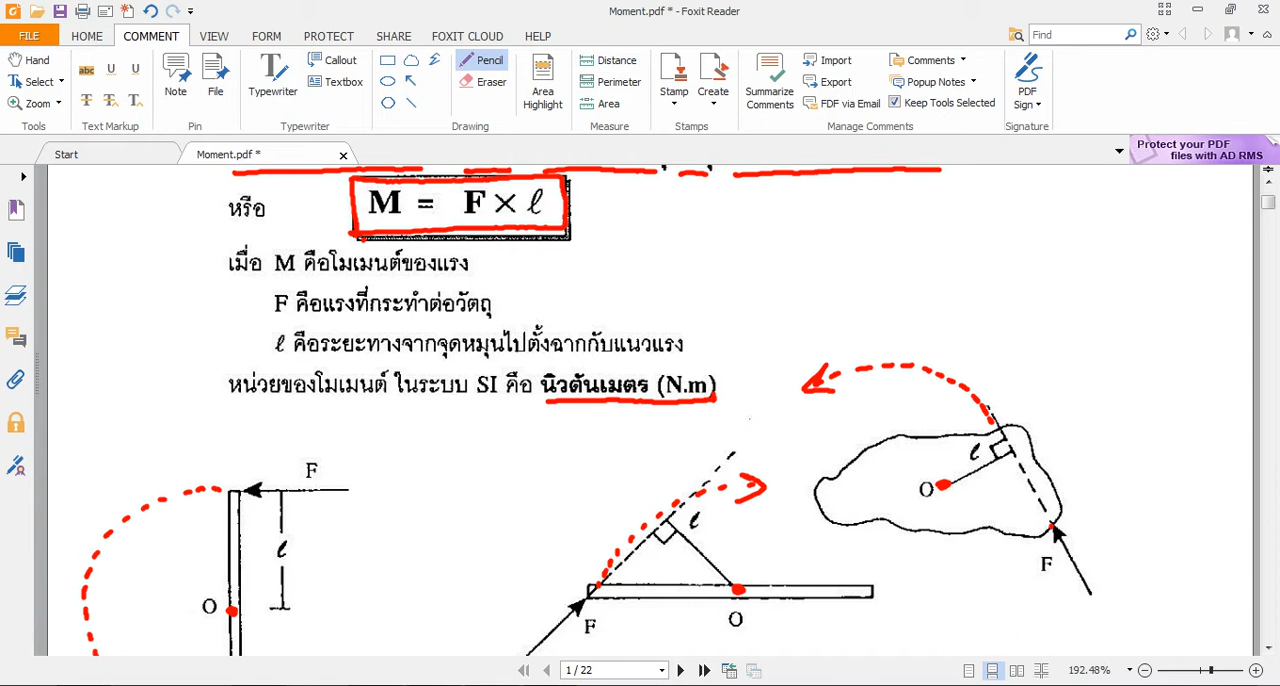 Moment.pdf * - Foxit Reader
FILE HOME COMMENT VIEW FORM PROTECT SHARE FOXIT CLOUD HELP
Find
Hand
Select
Zoom
Tools
Text Markup
Note
File
Pin
Typewriter
Callout
Textbox
Typewriter
Pencil
Eraser
Area Highlight
Drawing
Distance
Perimeter
Area
Measure
Stamp
Create
Stamps
Summarize Comments
Import
Export
FDF via Email
Comments
Popup Notes
Keep Tools Selected
Manage Comments
PDF Sign
Signature
Start
Moment.pdf *
Protect your PDF
files with AD RMS
หรือ M = F × ℓ
เมื่อ M คือโมเมนต์ของแรง
F คือแรงที่กระทำต่อวัตถุ
ℓ คือระยะทางจากจุดหมุนไปตั้งฉากกับแนวแรง
หน่วยของโมเมนต์ ในระบบ SI คือ นิวตันเมตร (N.m)
F
ℓ
O
ℓ
F
O
ℓ
O
F
1 / 22
192.48%